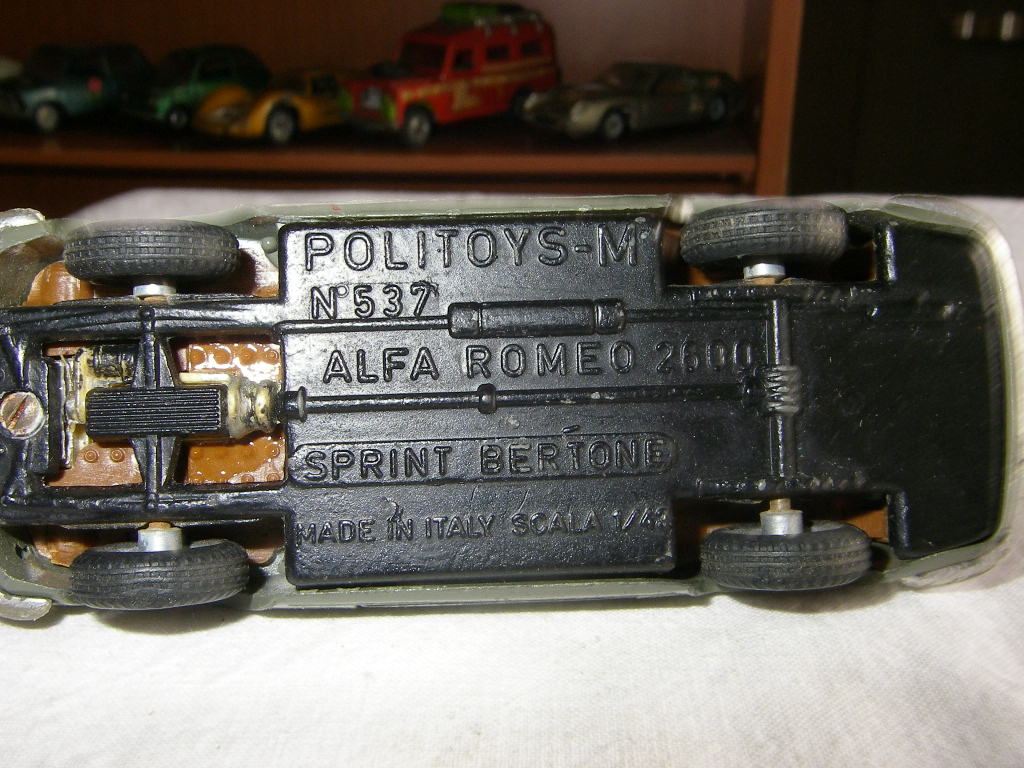 POLITOYS-M
N°537
ALFA ROMEO 2600
SPRINT BERTONE
MADE IN ITALY SCALA 1/43